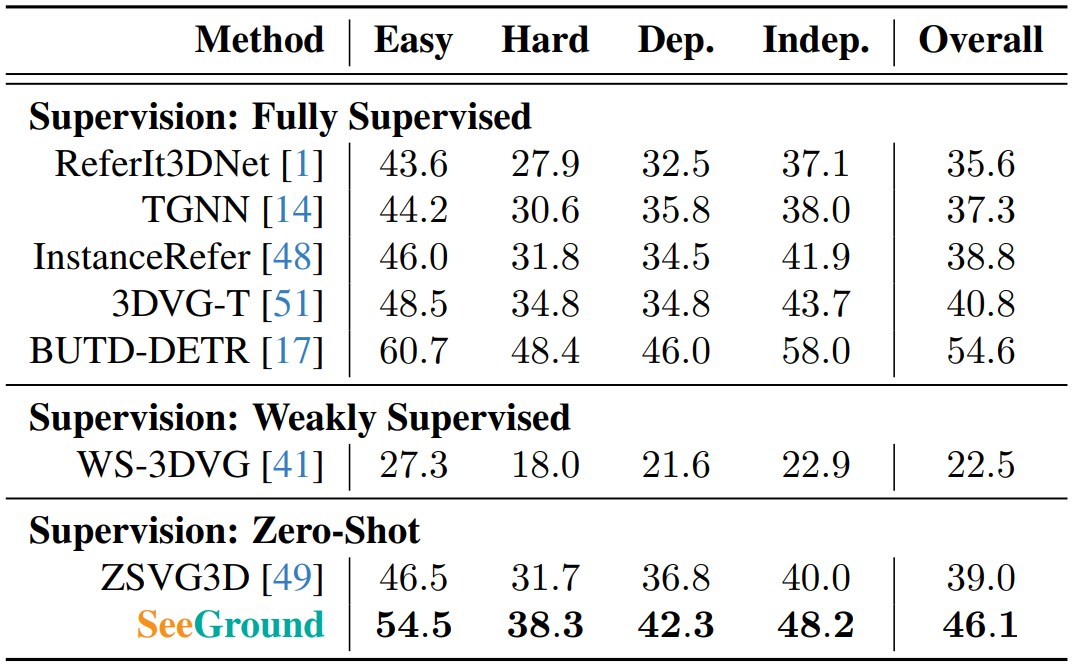 Method Easy Hard Dep. Indep. Overall
Supervision: Fully Supervised
ReferIt3DNet [1] 43.6 27.9 32.5 37.1 35.6
TGNN [14] 44.2 30.6 35.8 38.0 37.3
InstanceRefer [48] 46.0 31.8 34.5 41.9 38.8
3DVG-T [51] 48.5 34.8 34.8 43.7 40.8
BUTD-DETR [17] 60.7 48.4 46.0 58.0 54.6
Supervision: Weakly Supervised
WS-3DVG [41] 27.3 18.0 21.6 22.9 22.5
Supervision: Zero-Shot
ZSVG3D [49] 46.5 31.7 36.8 40.0 39.0
SeeGround 54.5 38.3 42.3 48.2 46.1